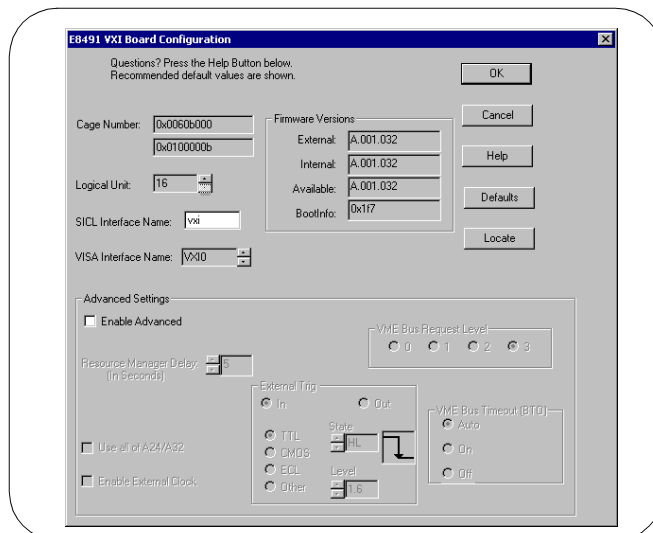 E8491 VXI Board Configuration
Questions? Press the Help Button below.
Recommended default values are shown.
OK
Cancel
Help
Defaults
Locate
Cage Number: 0x0060b000
0x0100000b
Logical Unit: 16
SICL Interface Name: vxi
VISA Interface Name: VXI0
Firmware Versions
External: A.001.032
Internal: A.001.032
Available: A.001.032
BootInfo: 0x1f7
Advanced Settings
Enable Advanced
Resource Manager Delay: 5
(In Seconds)
Use all of A24/A32
Enable External Clock
External Trig
In Out
TTL
CMOS
ECL
Other
State
HL
Level
1.6
VME Bus Request Level
0 1 2 3
VME Bus Timeout (BTO)
Auto
On
Off